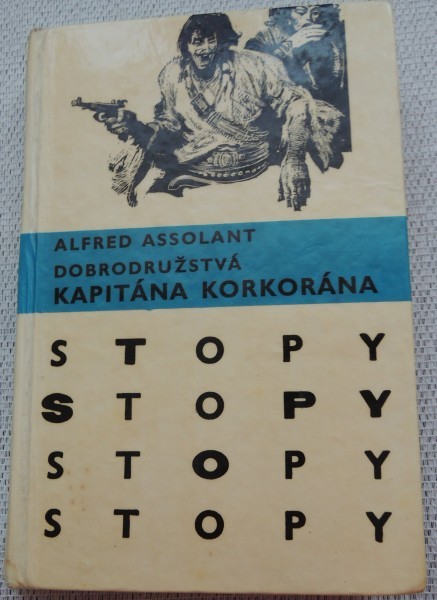 ALFRED ASSOLANT
DOBRODRUŽSTVÁ
KAPITÁNA KORKORÁNA
STOPY
STOPY
STOPY
STOPY